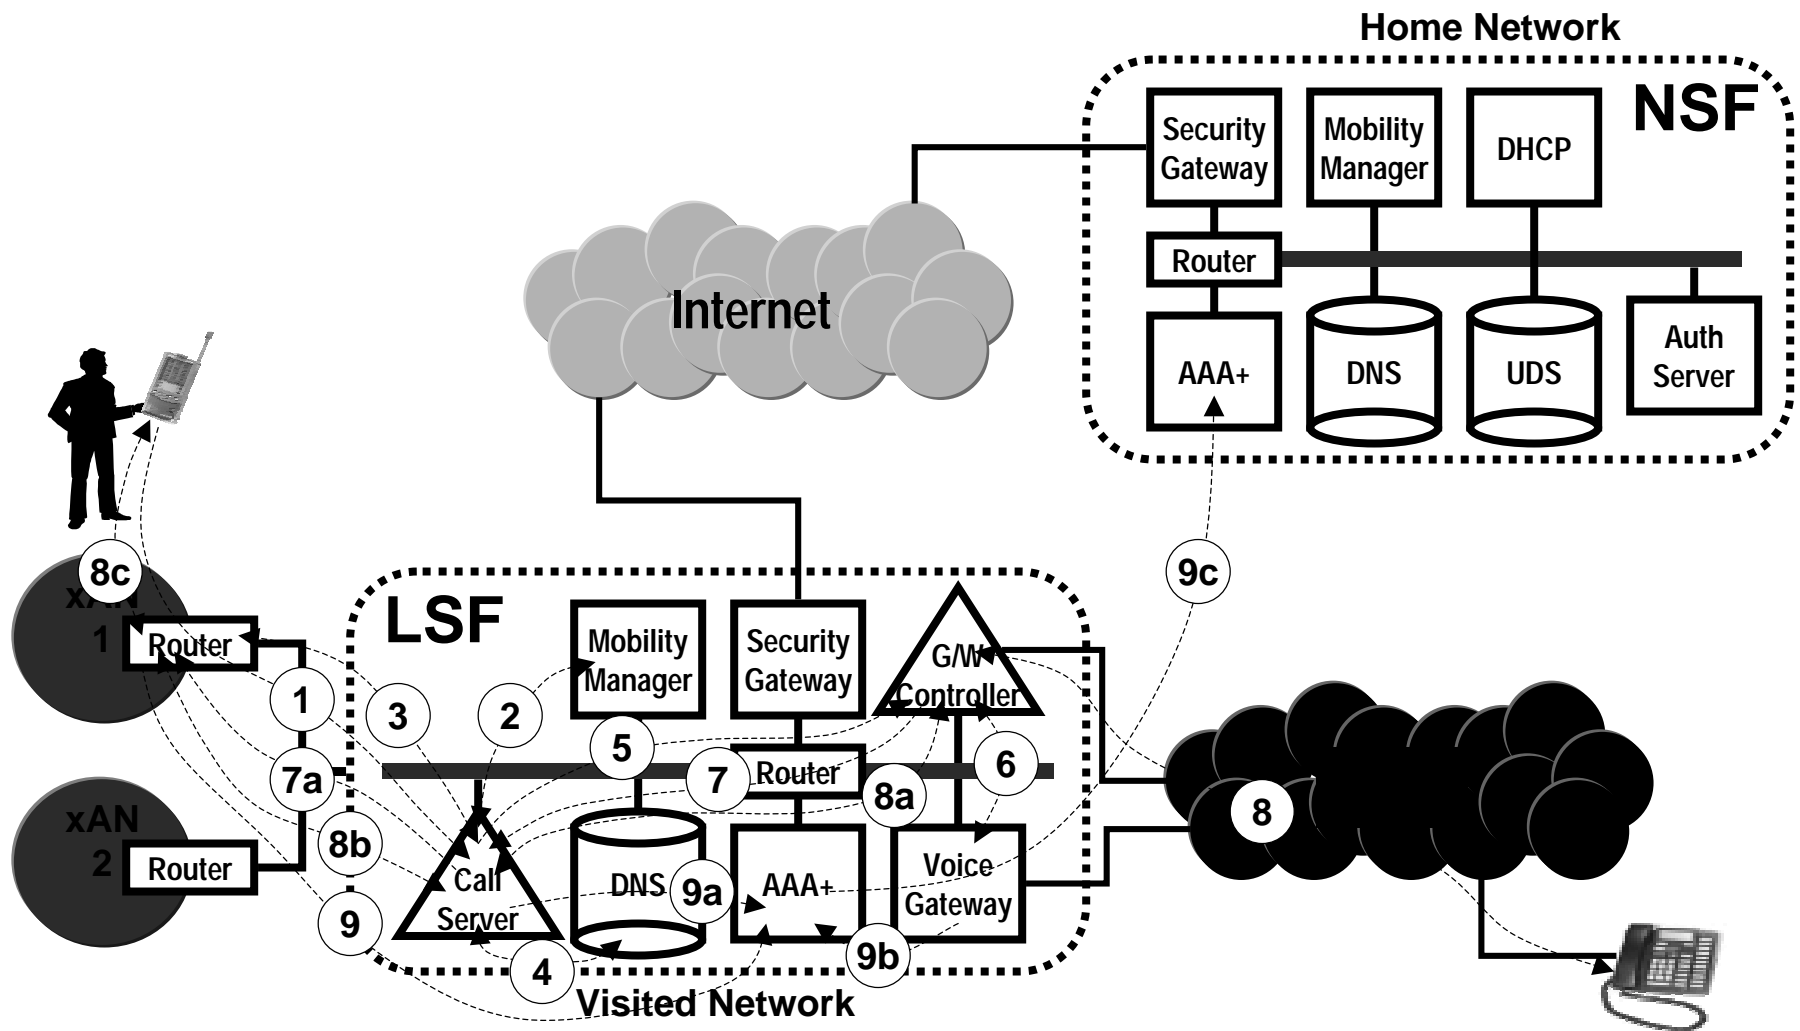 Home Network
NSF
Security
Gateway
Mobility
Manager
DHCP
Router
AAA+
DNS
UDS
Auth
Server
Internet
8c
xAN
1
Router
xAN
2
Router
LSF
Mobility
Manager
Security
Gateway
G/W
Controller
9c
1
3
2
5
7
7a
Router
8a
6
8
8b
Call
Server
DNS
9a
AAA+
Voice
Gateway
9
4
9b
Visited Network